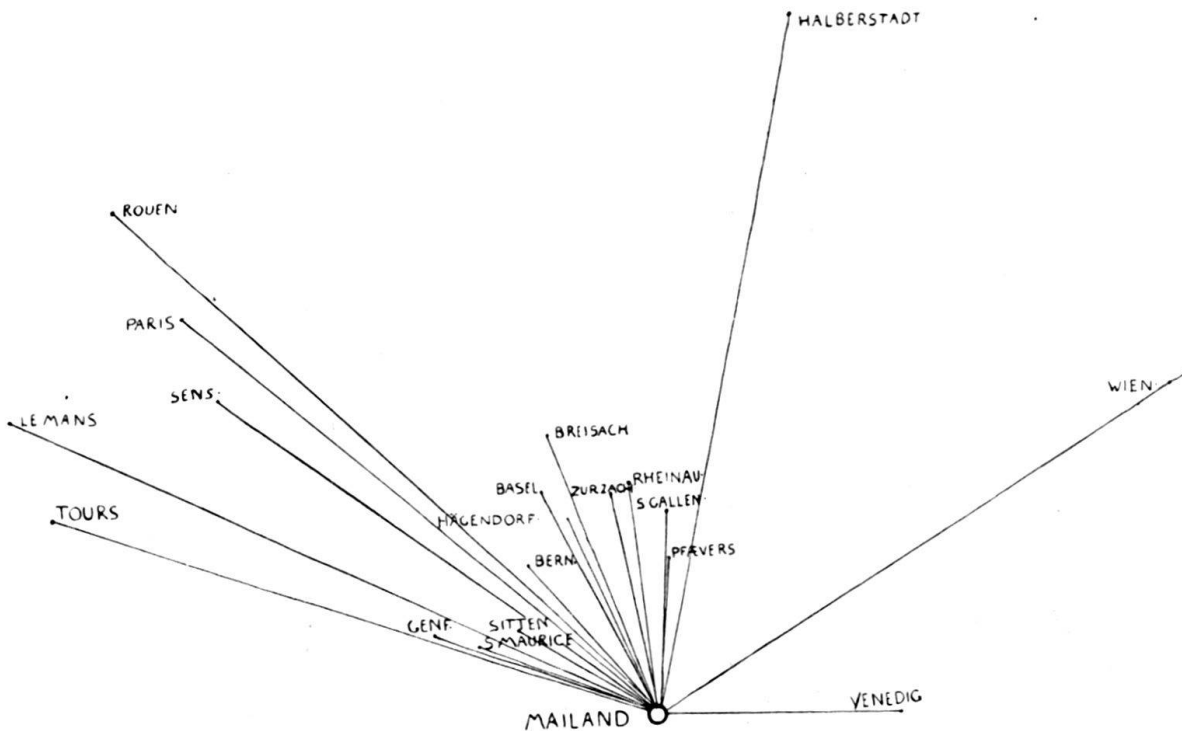 HALBERSTADT
ROUEN
PARIS
WIEN
SENS
LE MANS
BREISACH
BASEL
ZURZACH
RHEINAU
S GALLEN
TOURS
HÄGENDORF
PFÆVERS
BERN
GENF
SITTEN
S MAURICE
VENEDIG
MAILAND